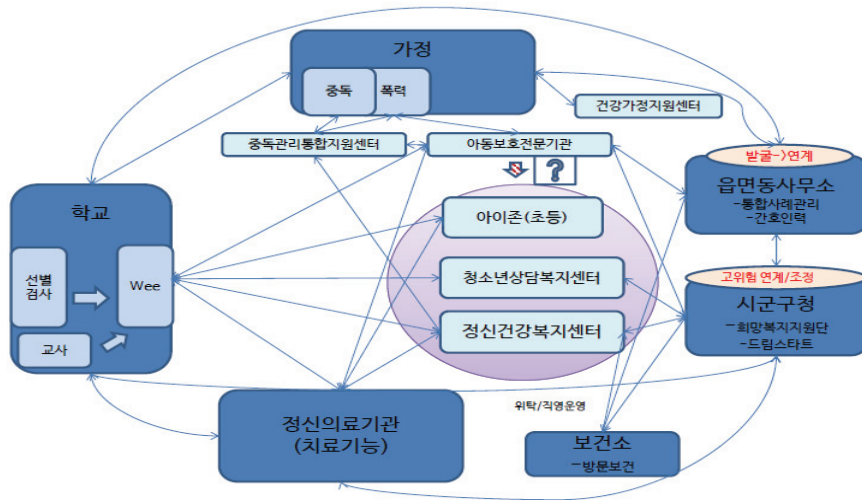 가정
중독
폭력
건강가정지원센터
중독관리통합지원센터
아동보호전문기관
?
발굴->연계
읍면동사무소
-통합사례관리
-간호인력
학교
선별
검사
Wee
교사
아이존(초등)
청소년상담복지센터
정신건강복지센터
고위험 연계/조정
시군구청
-희망복지지원단
-드림스타트
위탁/직영운영
정신의료기관
(치료기능)
보건소
-방문보건